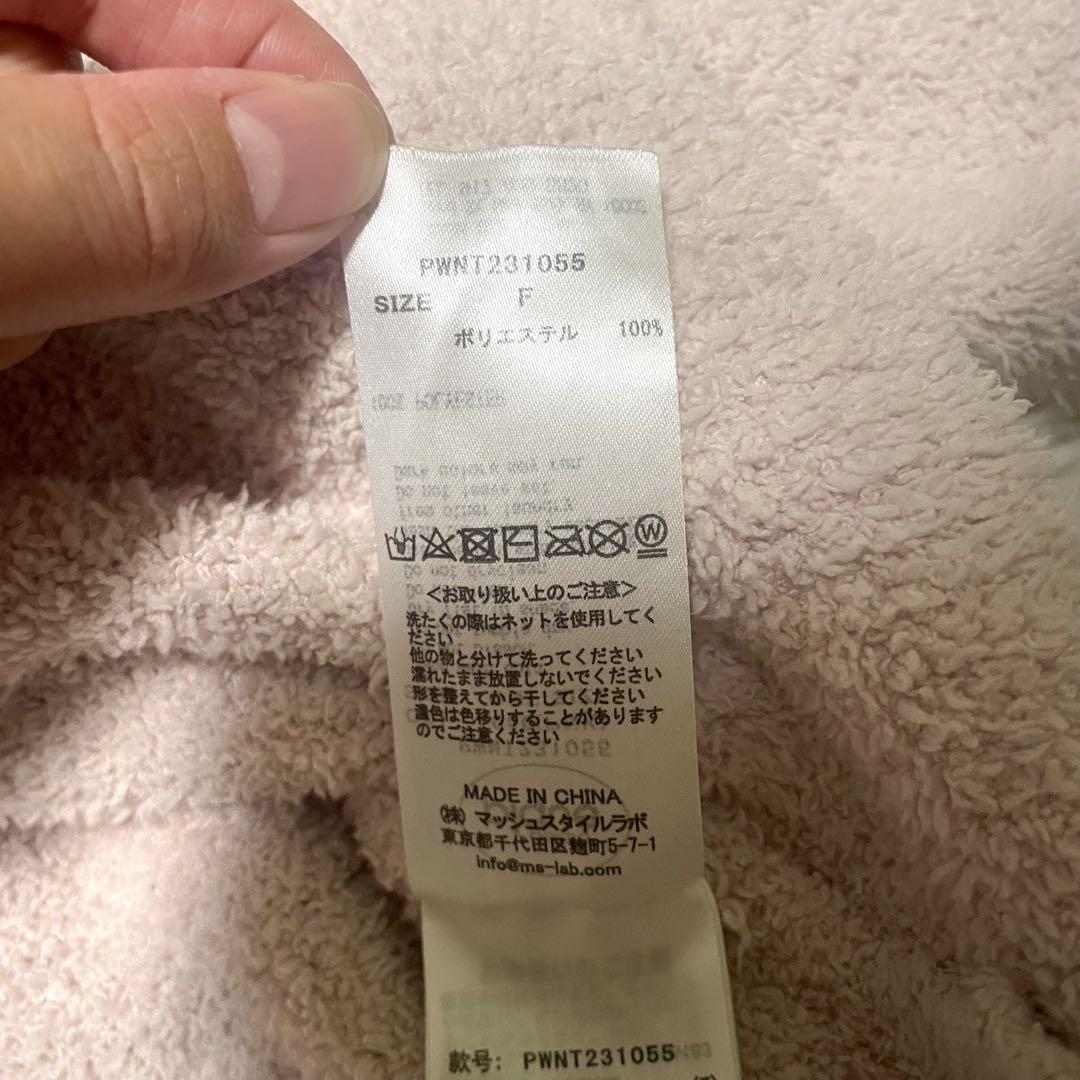 PWNT231055
SIZE F
ポリエステル 100%
W
<お取り扱い上のご注意>
洗たくの際はネットを使用してく
ださい
他の物と分けて洗ってください
濡れたまま放置しないでください
形を整えてから干してください
濃色は色移りすることがあります
のでご注意ください
MADE IN CHINA
(株) マッシュスタイルラボ
東京都千代田区麹町5-7-1
info@ms-lab.com
款号: PWNT231055